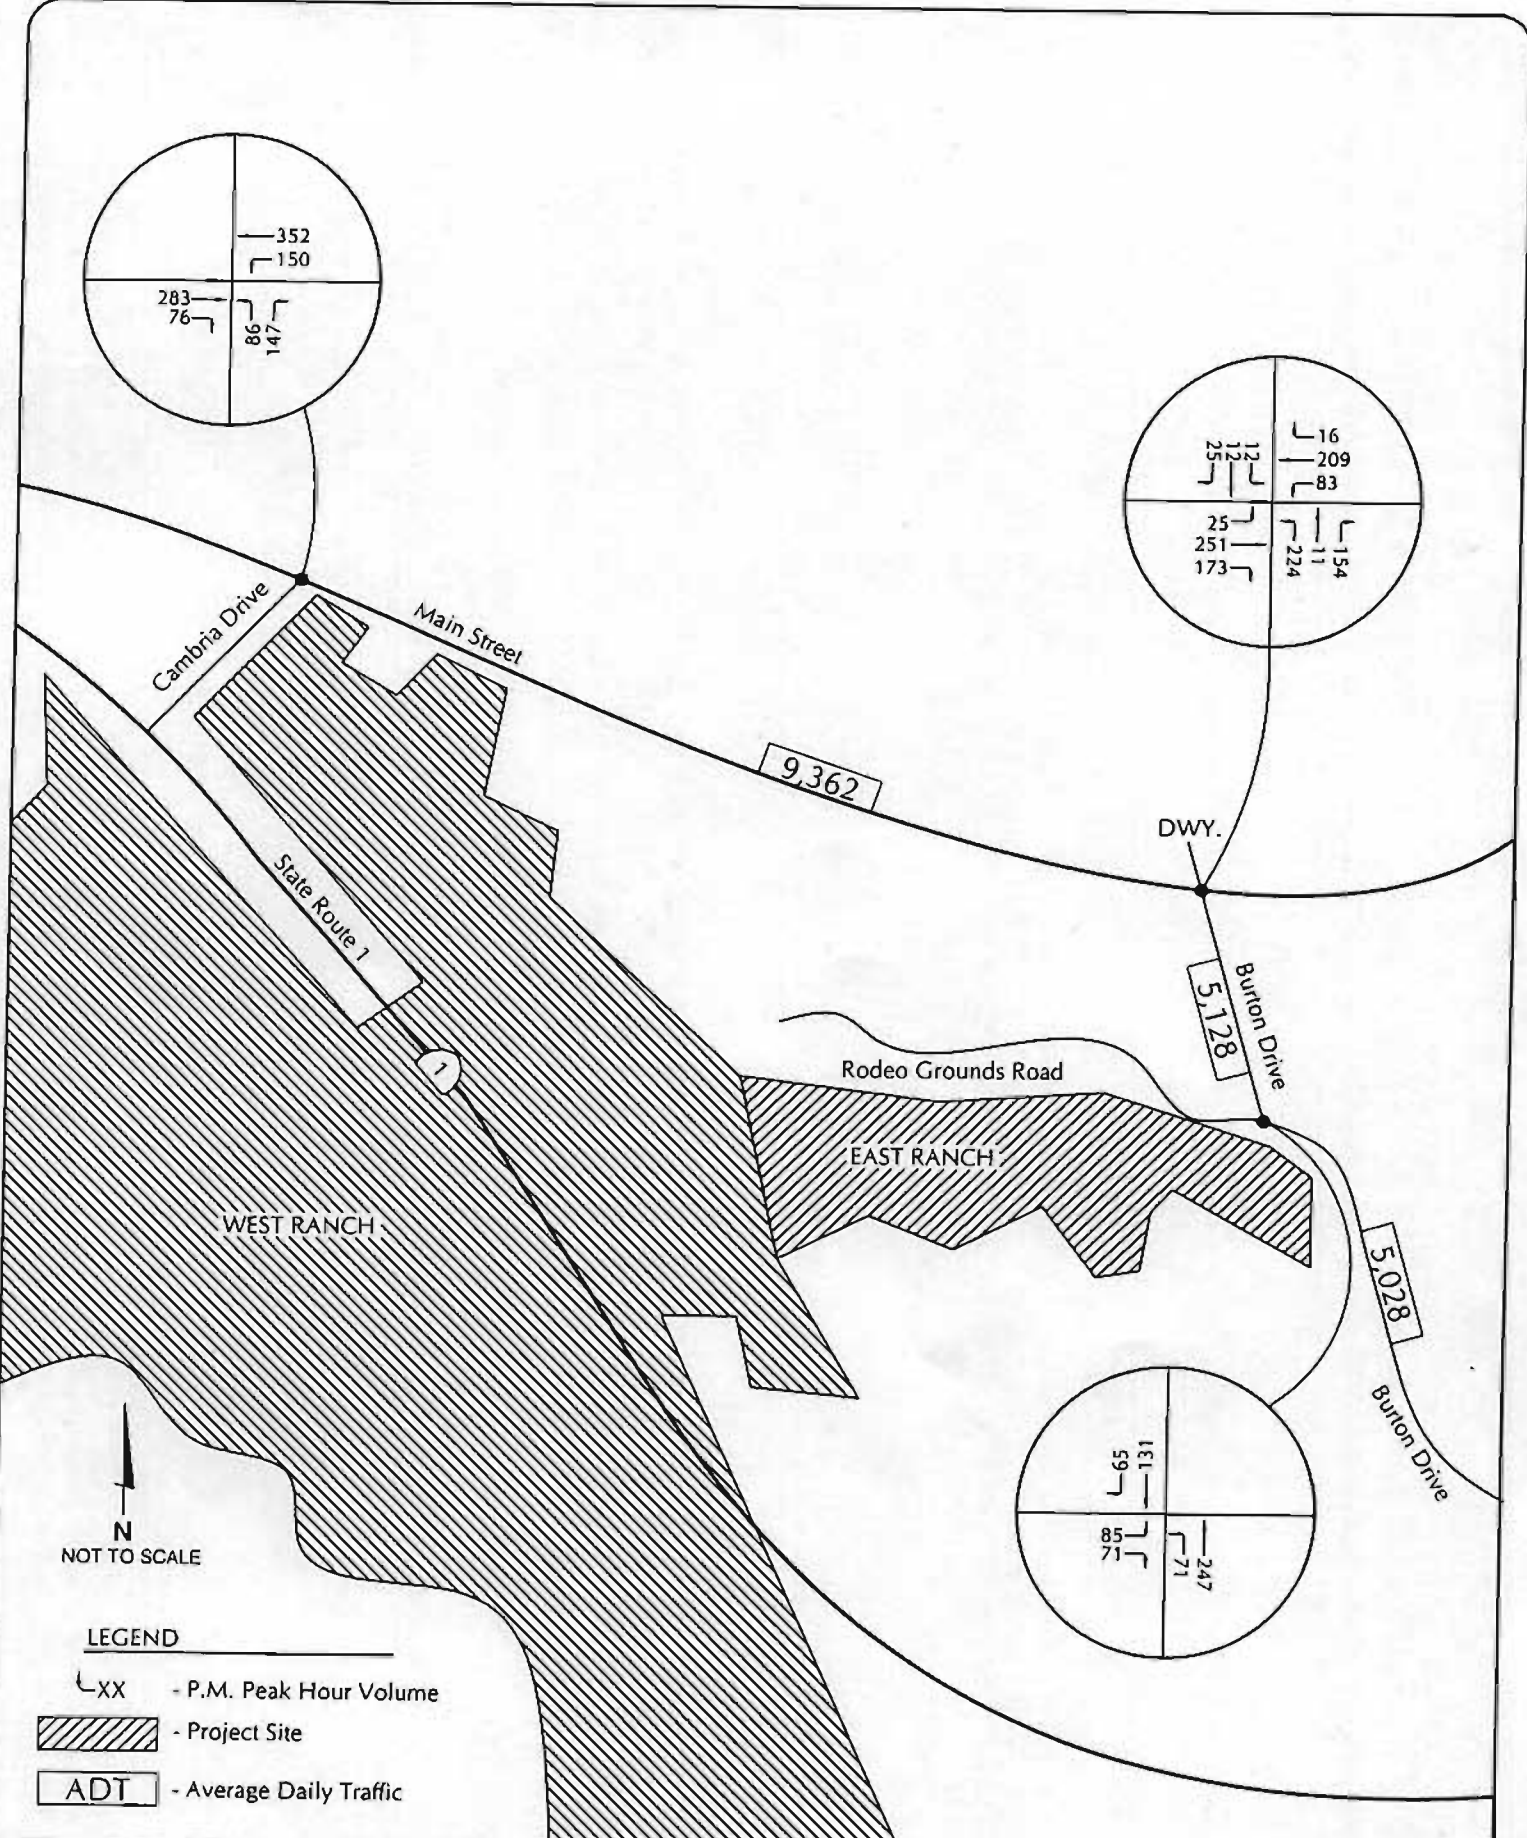 352
150
283
76
86
147
16
209
83
25
12
12
25
251
173
224
11
154
Cambria Drive
Main Street
9,362
DWY.
State Route 1
1
5,128
Burton Drive
Rodeo Grounds Road
EAST RANCH
WEST RANCH
5,028
Burton Drive
59
131
85
71
71
247
N
NOT TO SCALE
LEGEND
XX - P.M. Peak Hour Volume
- Project Site
ADT - Average Daily Traffic